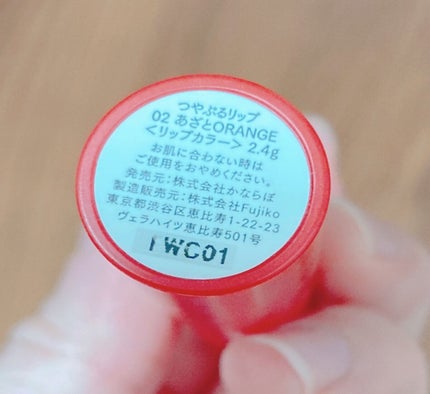 つやぷるリップ
02 あざとORANGE
＜リップカラー＞ 2.4g
お肌に合わない時は
ご使用をおやめください。
発売元：株式会社かならぼ
製造販売元：株式会社Fujiko
東京都渋谷区恵比寿1-22-23
ヴェラハイツ恵比寿501号
IWC01